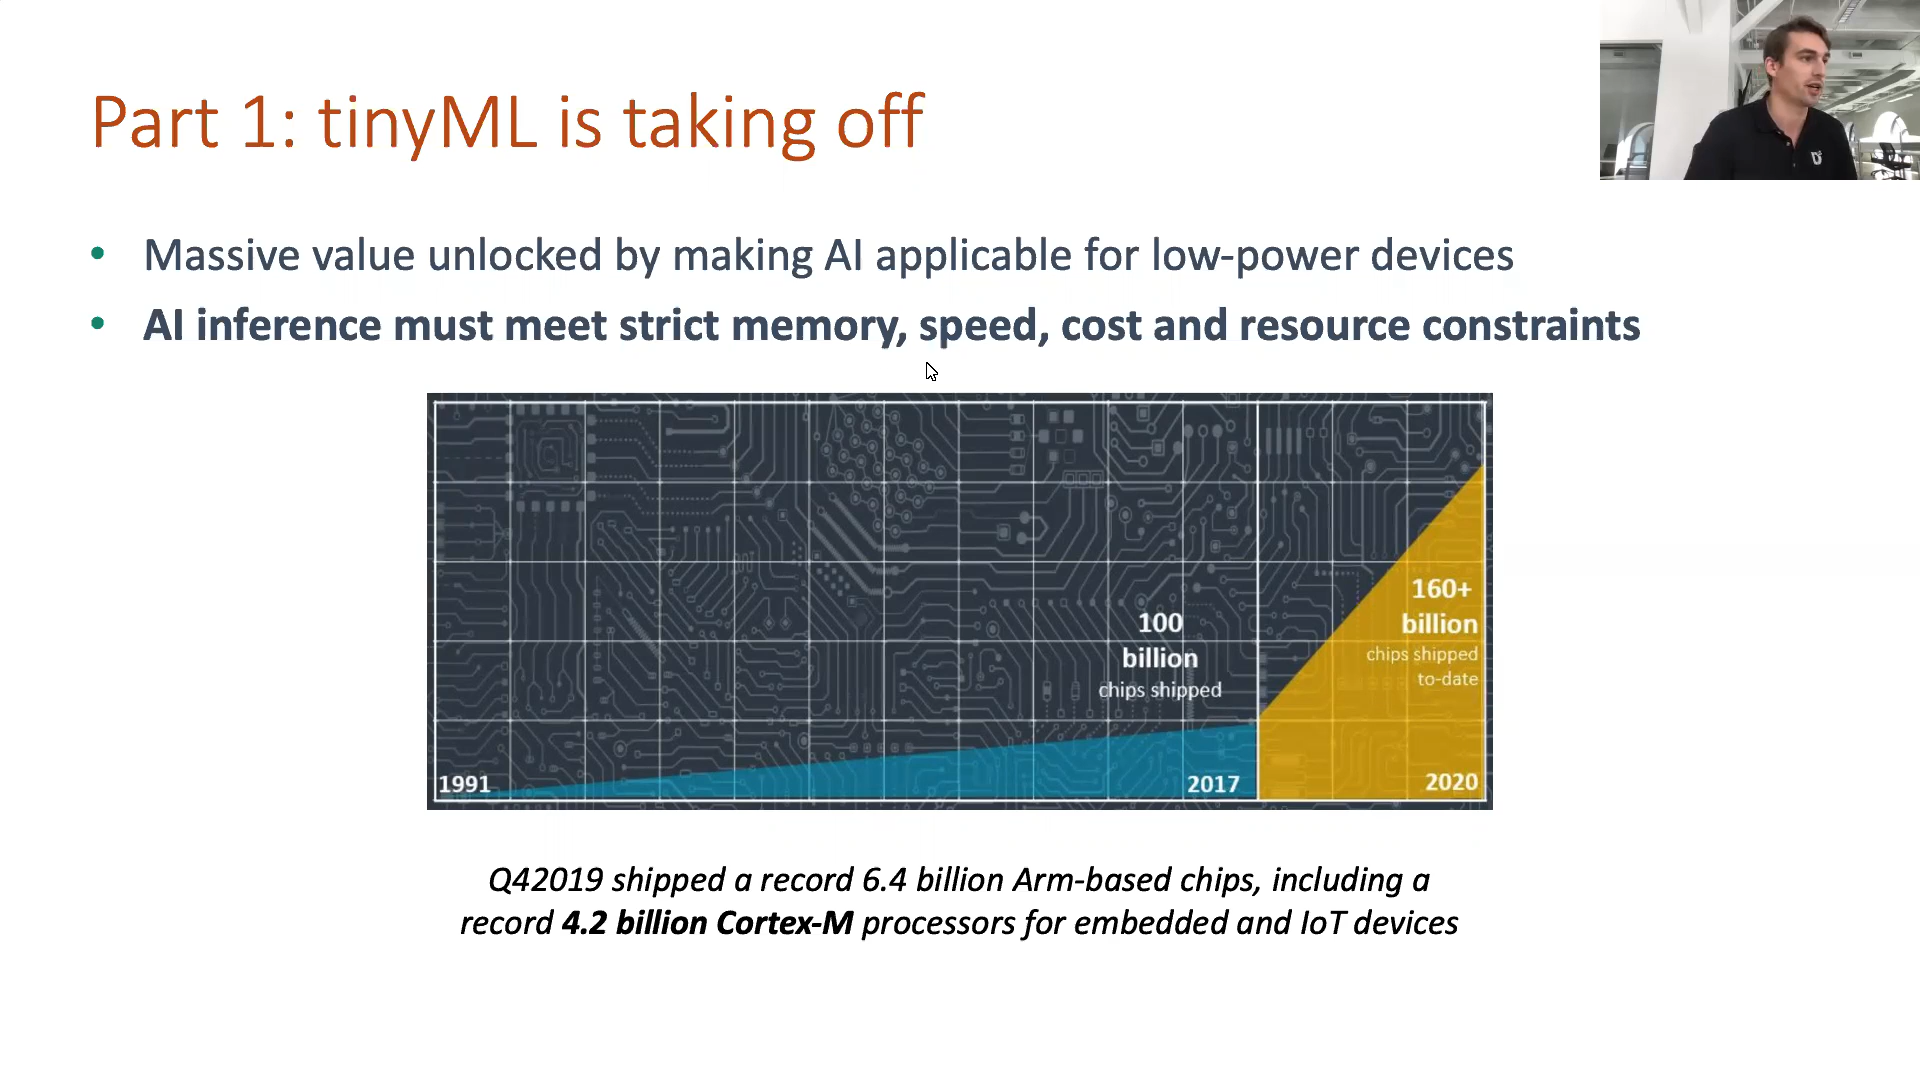 Part 1: tinyML is taking off
• Massive value unlocked by making AI applicable for low-power devices
• AI inference must meet strict memory, speed, cost and resource constraints
100
billion
chips shipped
160+
billion
chips shipped
to-date
1991
2017
2020
Q42019 shipped a record 6.4 billion Arm-based chips, including a
record 4.2 billion Cortex-M processors for embedded and IoT devices